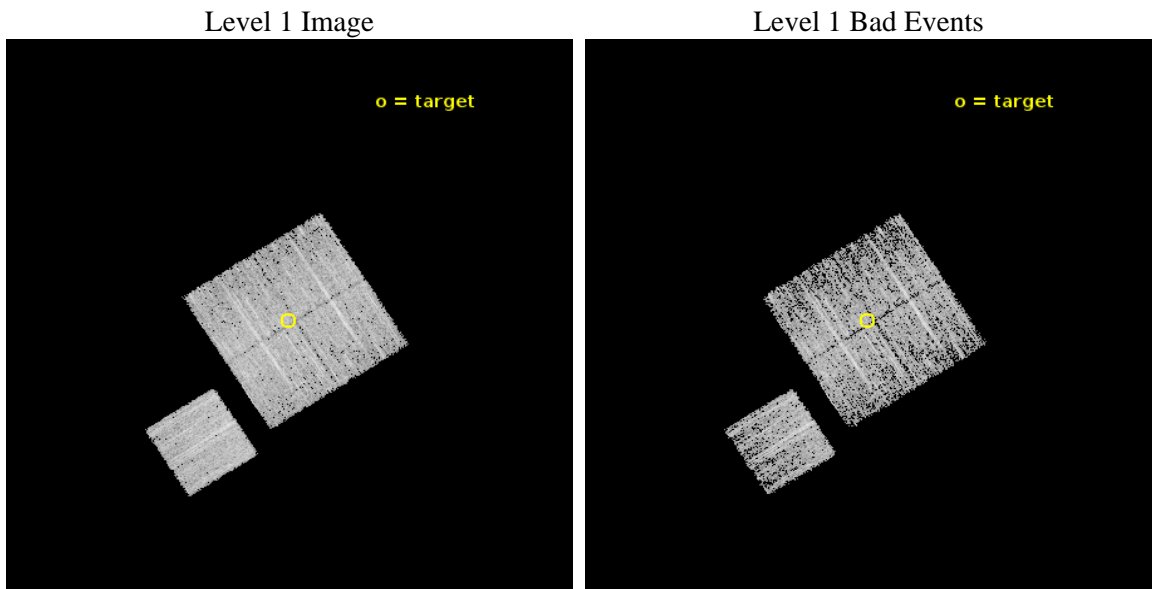 Level 1 Image
Level 1 Bad Events
o = target
o = target